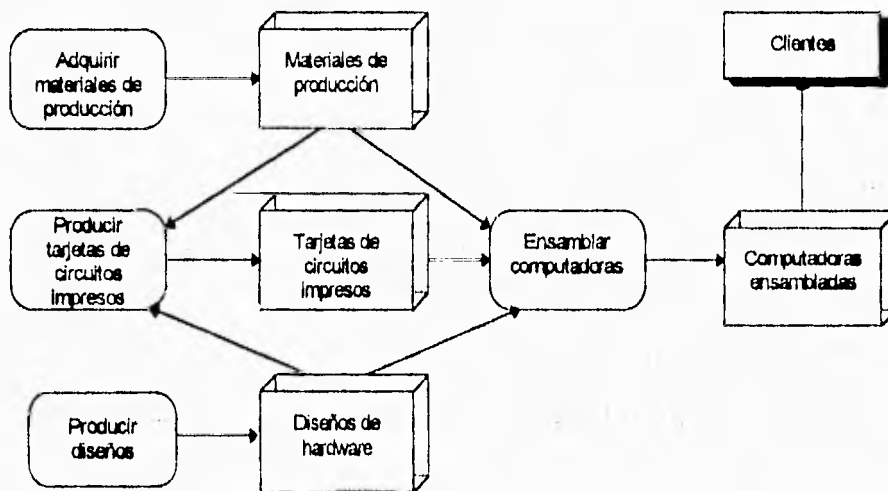 Adquirir
materiales de
producción
Materiales de
producción
Clientes
Producir
tarjetas de
circuitos
impresos
Tarjetas de
circuitos
impresos
Ensamblar
computadoras
Computadoras
ensambladas
Producir
diseños
Diseños de
hardware